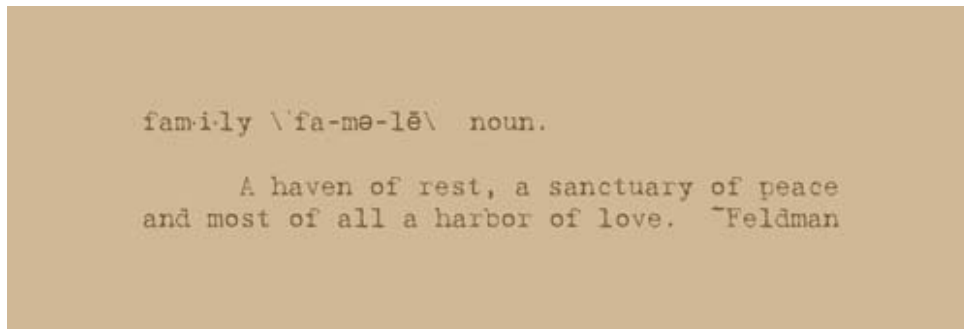 fam·i·ly \ˈfa-mə-lē\ noun.
A haven of rest, a sanctuary of peace
and most of all a harbor of love. ~Feldman